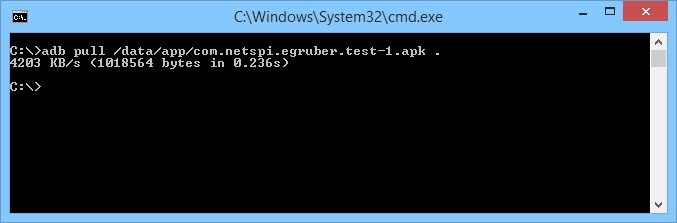 C:\Windows\System32\cmd.exe
C:\>adb pull /data/app/com.netspi.egruber.test-1.apk .
4203 KB/s (1018564 bytes in 0.236s)
C:\>